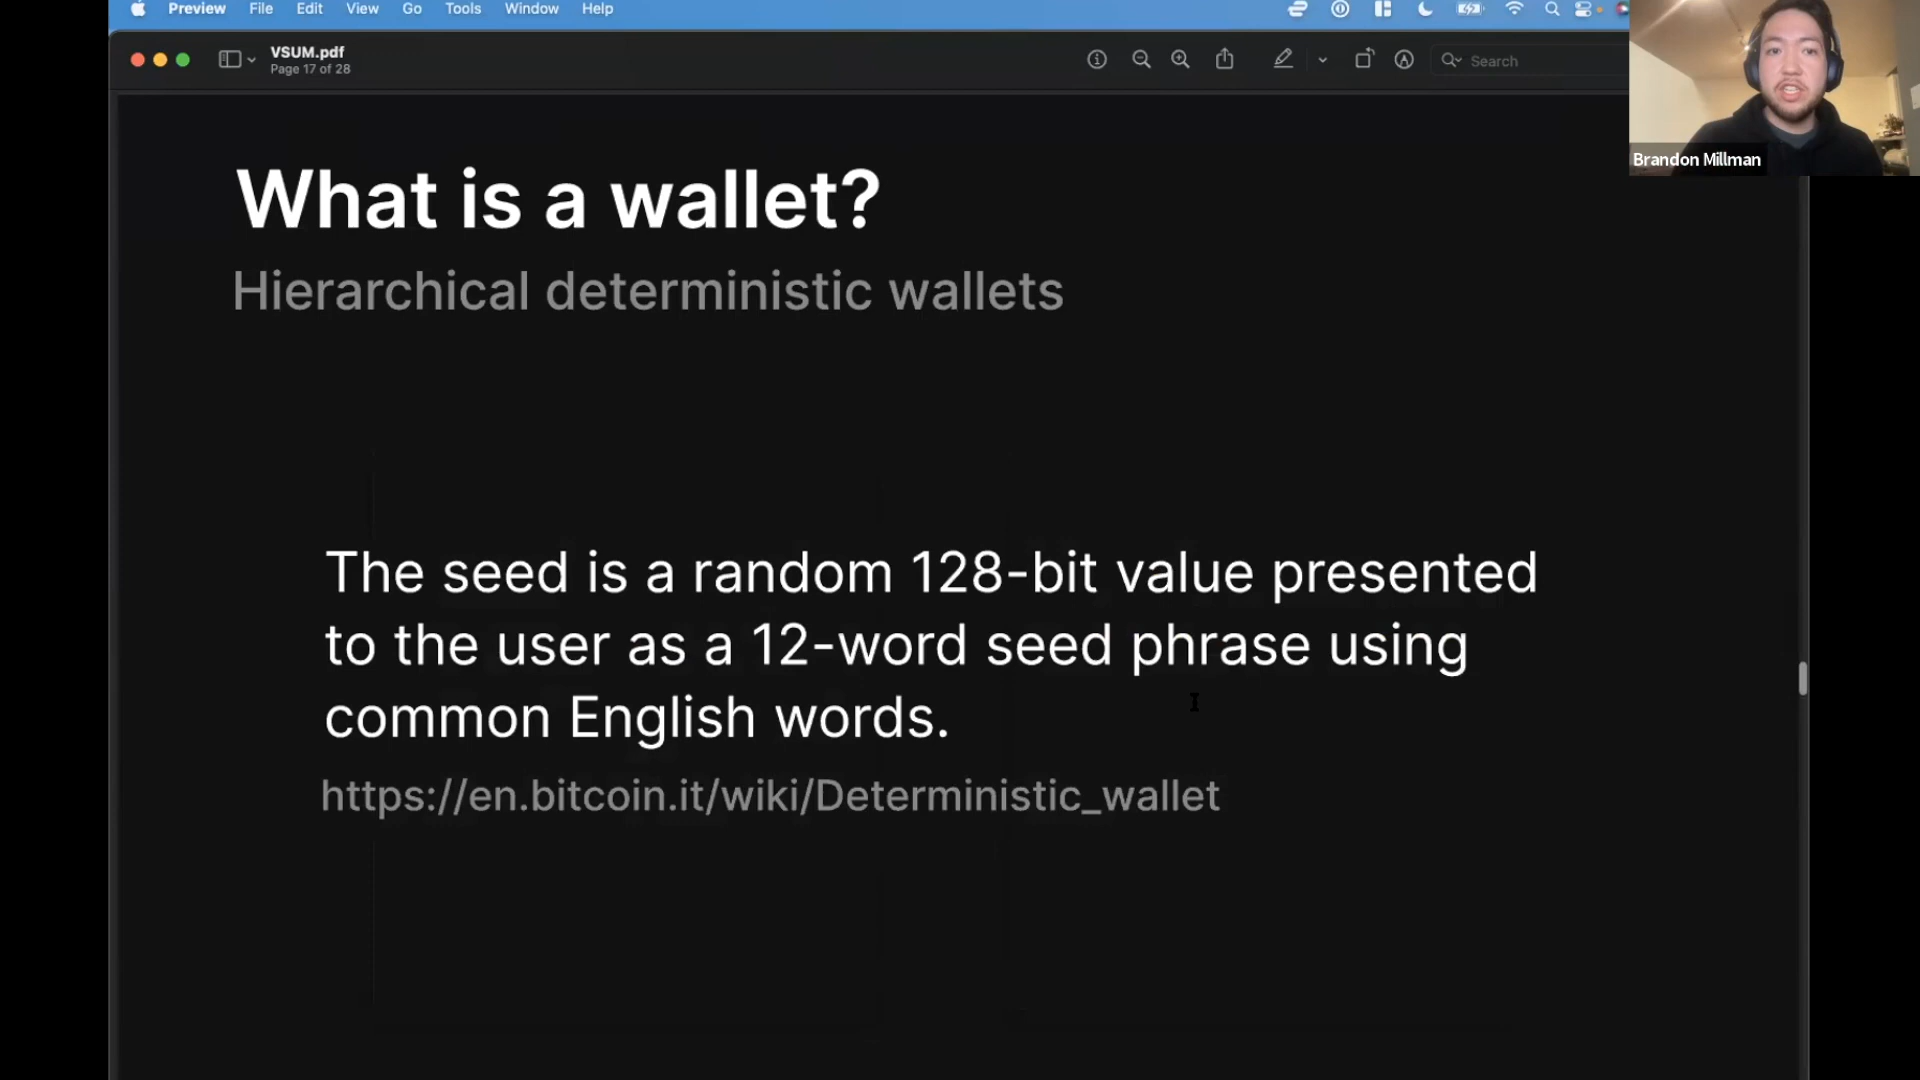 Preview File Edit View Go Tools Window Help
VSUM.pdf
Page 17 of 28
Search
Brandon Millman
What is a wallet?
Hierarchical deterministic wallets
The seed is a random 128-bit value presented
to the user as a 12-word seed phrase using
common English words.
https://en.bitcoin.it/wiki/Deterministic_wallet